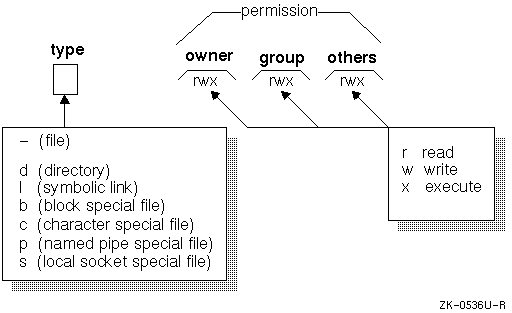 permission
type
owner group others
rwx rwx rwx
– (file)
d (directory)
l (symbolic link)
b (block special file)
c (character special file)
p (named pipe special file)
s (local socket special file)
r read
w write
x execute
ZK-0536U-R